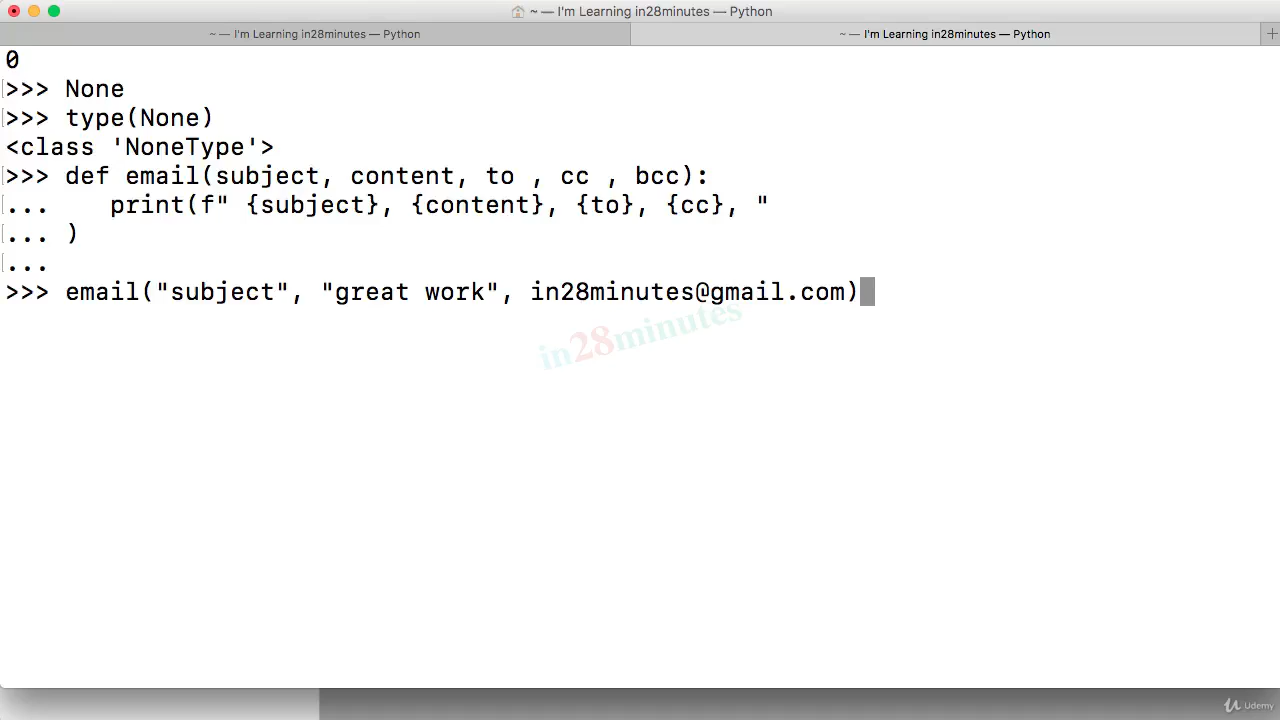 ~ — I'm Learning in28minutes — Python
~ — I'm Learning in28minutes — Python
~ — I'm Learning in28minutes — Python
0
>>> None
>>> type(None)
<class 'NoneType'>
>>> def email(subject, content, to , cc , bcc):
...    print(f" {subject}, {content}, {to}, {cc}, "
... )
...
>>> email("subject", "great work", in28minutes@gmail.com)
in28minutes
Udemy